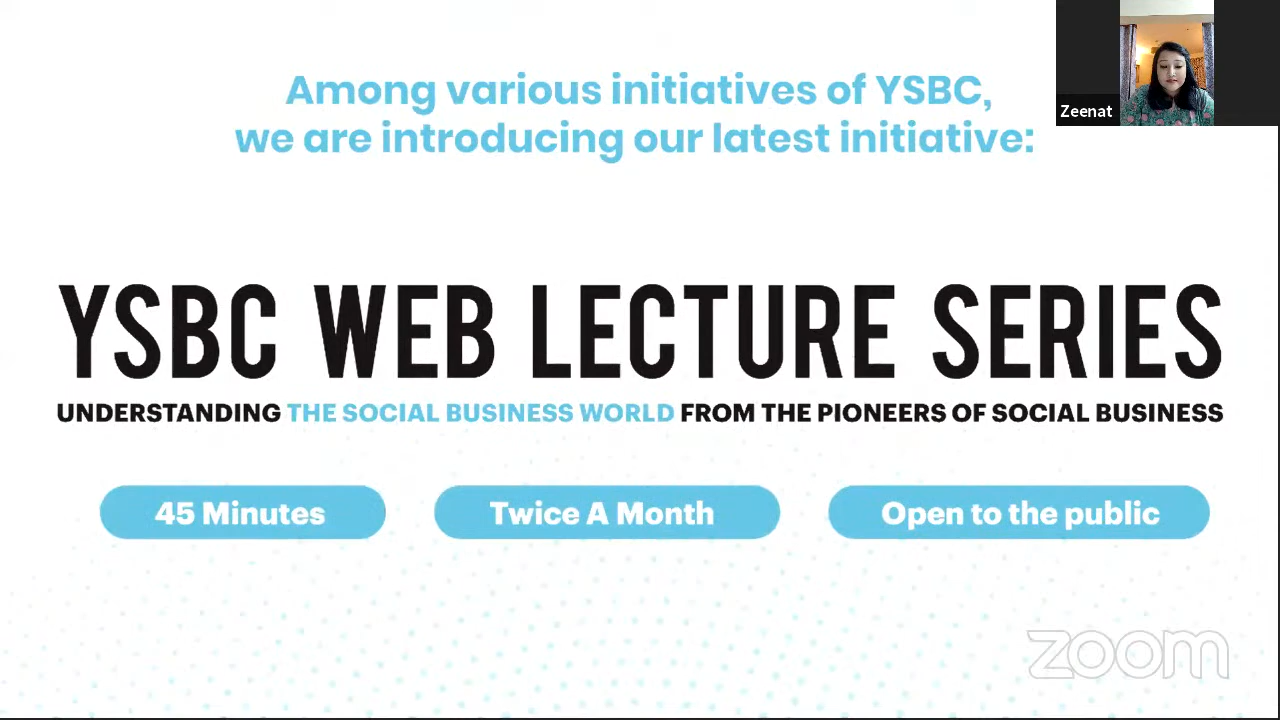 Among various initiatives of YSBC,
we are introducing our latest initiative:
Zeenat
YSBC WEB LECTURE SERIES
UNDERSTANDING THE SOCIAL BUSINESS WORLD FROM THE PIONEERS OF SOCIAL BUSINESS
45 Minutes
Twice A Month
Open to the public
zoom